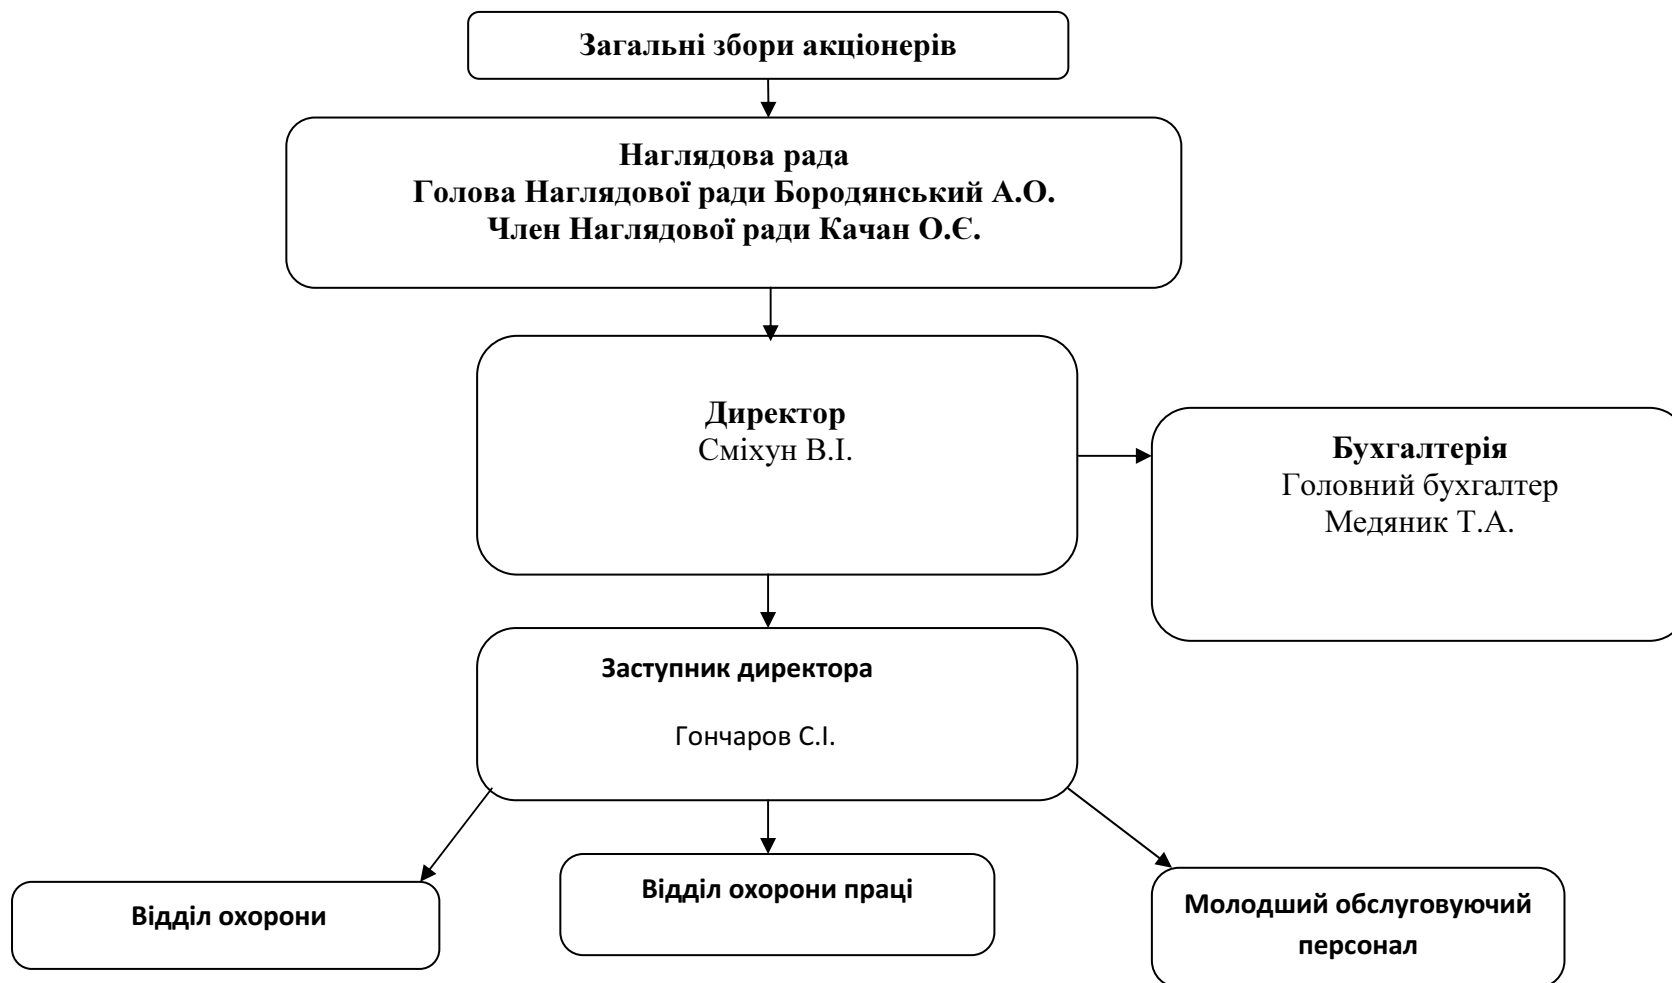 Загальні збори акціонерів
Наглядова рада
Голова Наглядової ради Бородянський А.О.
Член Наглядової ради Качан О.Є.
Директор
Сміхун В.І.
Бухгалтерія
Головний бухгалтер
Медяник Т.А.
Заступник директора
Гончаров С.І.
Відділ охорони
Відділ охорони праці
Молодший обслуговуючий
персонал